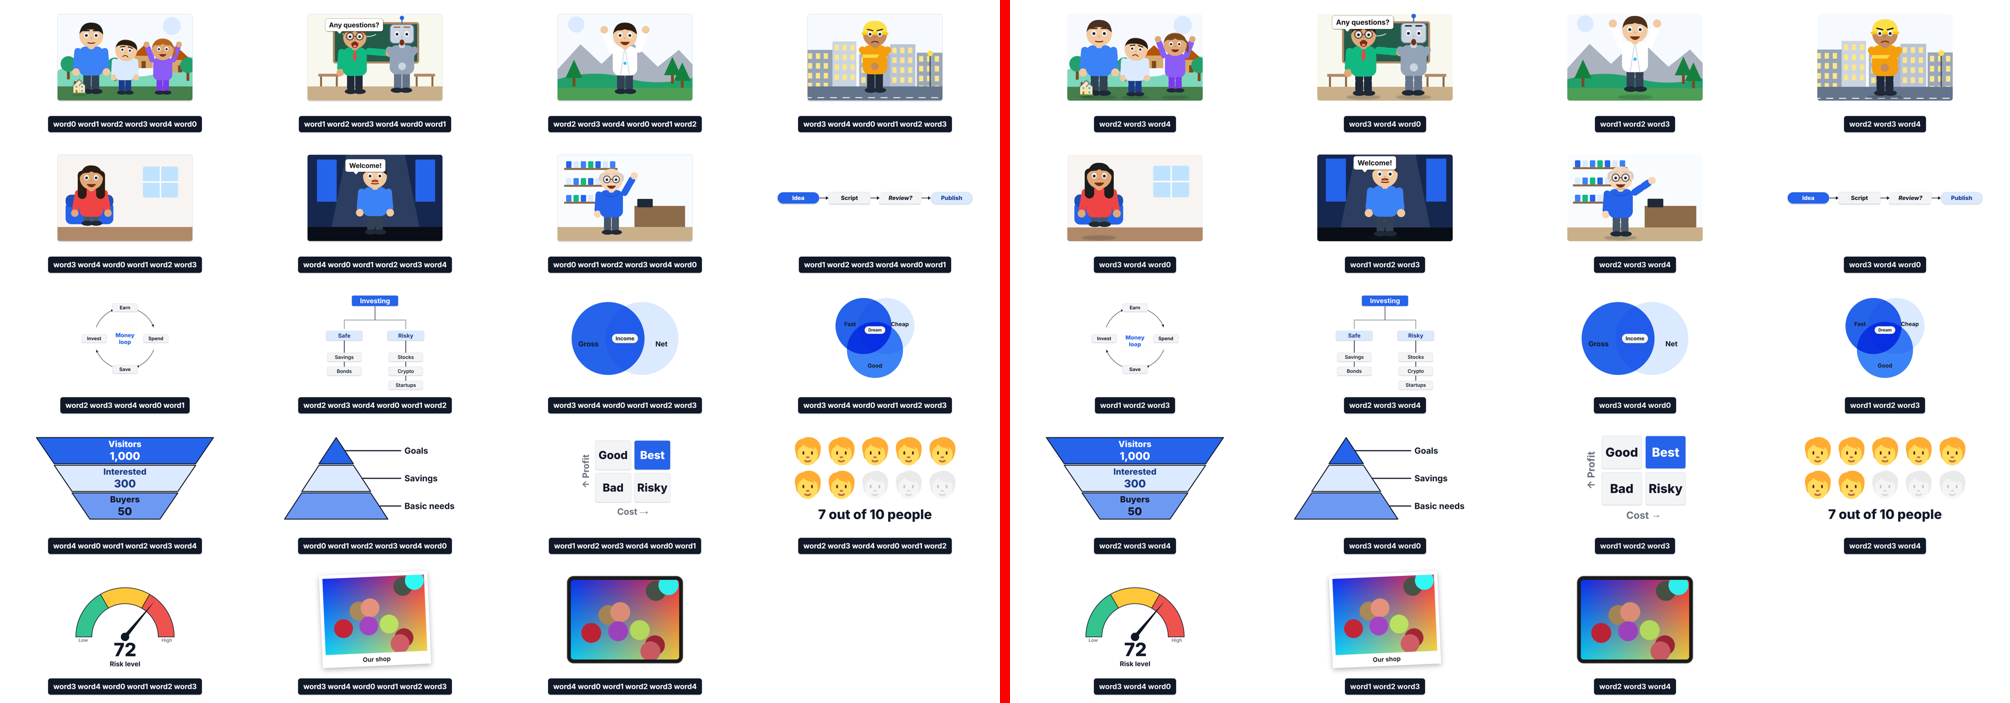 Any questions?
word0 word1 word2 word3 word4 word0
word1 word2 word3 word4 word0 word1
word2 word3 word4 word0 word1 word2
word3 word4 word0 word1 word2 word3
Welcome!
Idea
Script
Review?
Publish
word3 word4 word0 word1 word2 word3
word4 word0 word1 word2 word3 word4
word0 word1 word2 word3 word4 word0
word1 word2 word3 word4 word0 word1
Earn
Invest
Money
loop
Spend
Save
Investing
Safe
Risky
Savings
Stocks
Bonds
Crypto
Startups
Gross
Income
Net
Fast
Cheap
Dream
Good
word2 word3 word4 word0 word1
word2 word3 word4 word0 word1 word2
word3 word4 word0 word1 word2 word3
word3 word4 word0 word1 word2 word3
Visitors
1,000
Interested
300
Buyers
50
Goals
Savings
Basic needs
← Profit
Good
Best
Bad
Risky
Cost →
7 out of 10 people
word4 word0 word1 word2 word3 word4
word0 word1 word2 word3 word4 word0
word1 word2 word3 word4 word0 word1
word2 word3 word4 word0 word1 word2
Low
High
72
Risk level
Our shop
word3 word4 word0 word1 word2 word3
word3 word4 word0 word1 word2 word3
word4 word0 word1 word2 word3 word4
Any questions?
word2 word3 word4
word3 word4 word0
word1 word2 word3
word2 word3 word4
Welcome!
Idea
Script
Review?
Publish
word3 word4 word0
word1 word2 word3
word2 word3 word4
word3 word4 word0
Earn
Invest
Money
loop
Spend
Save
Investing
Safe
Risky
Savings
Stocks
Bonds
Crypto
Startups
Gross
Income
Net
Fast
Cheap
Dream
Good
word1 word2 word3
word2 word3 word4
word3 word4 word0
word1 word2 word3
Visitors
1,000
Interested
300
Buyers
50
Goals
Savings
Basic needs
← Profit
Good
Best
Bad
Risky
Cost →
7 out of 10 people
word2 word3 word4
word3 word4 word0
word1 word2 word3
word2 word3 word4
Low
High
72
Risk level
Our shop
word3 word4 word0
word1 word2 word3
word2 word3 word4